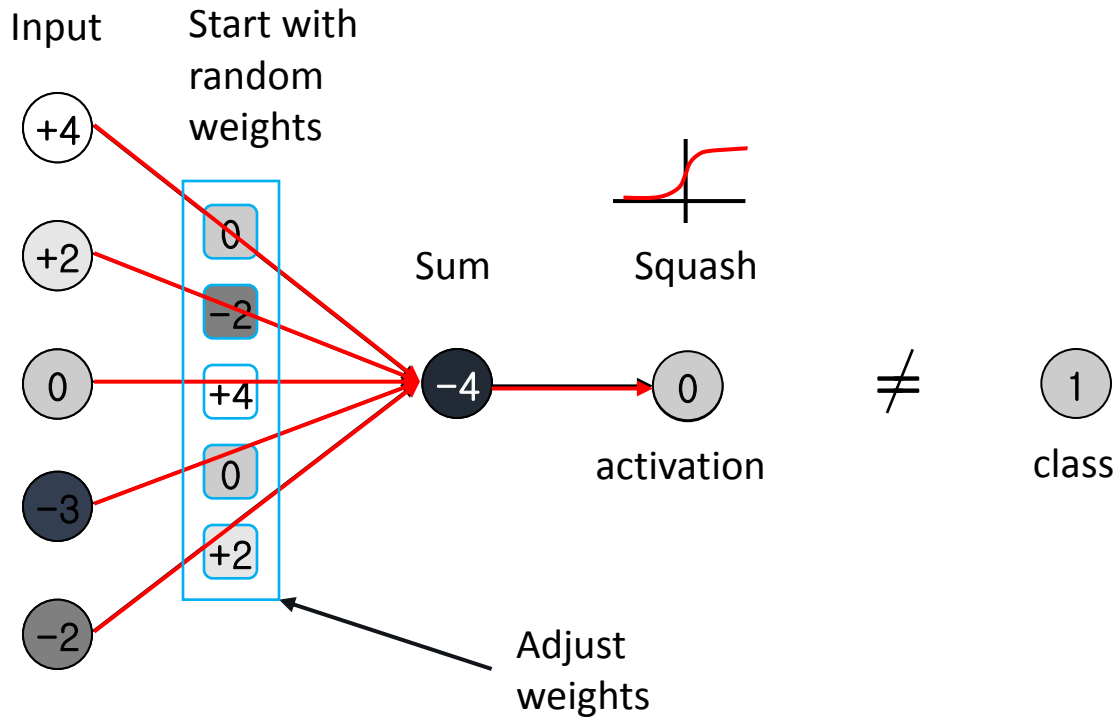 Input
Start with
random
weights
+4
+2
0
−3
−2
0
−2
+4
0
+2
Sum
−4
Squash
0
activation
≠
1
class
Adjust
weights